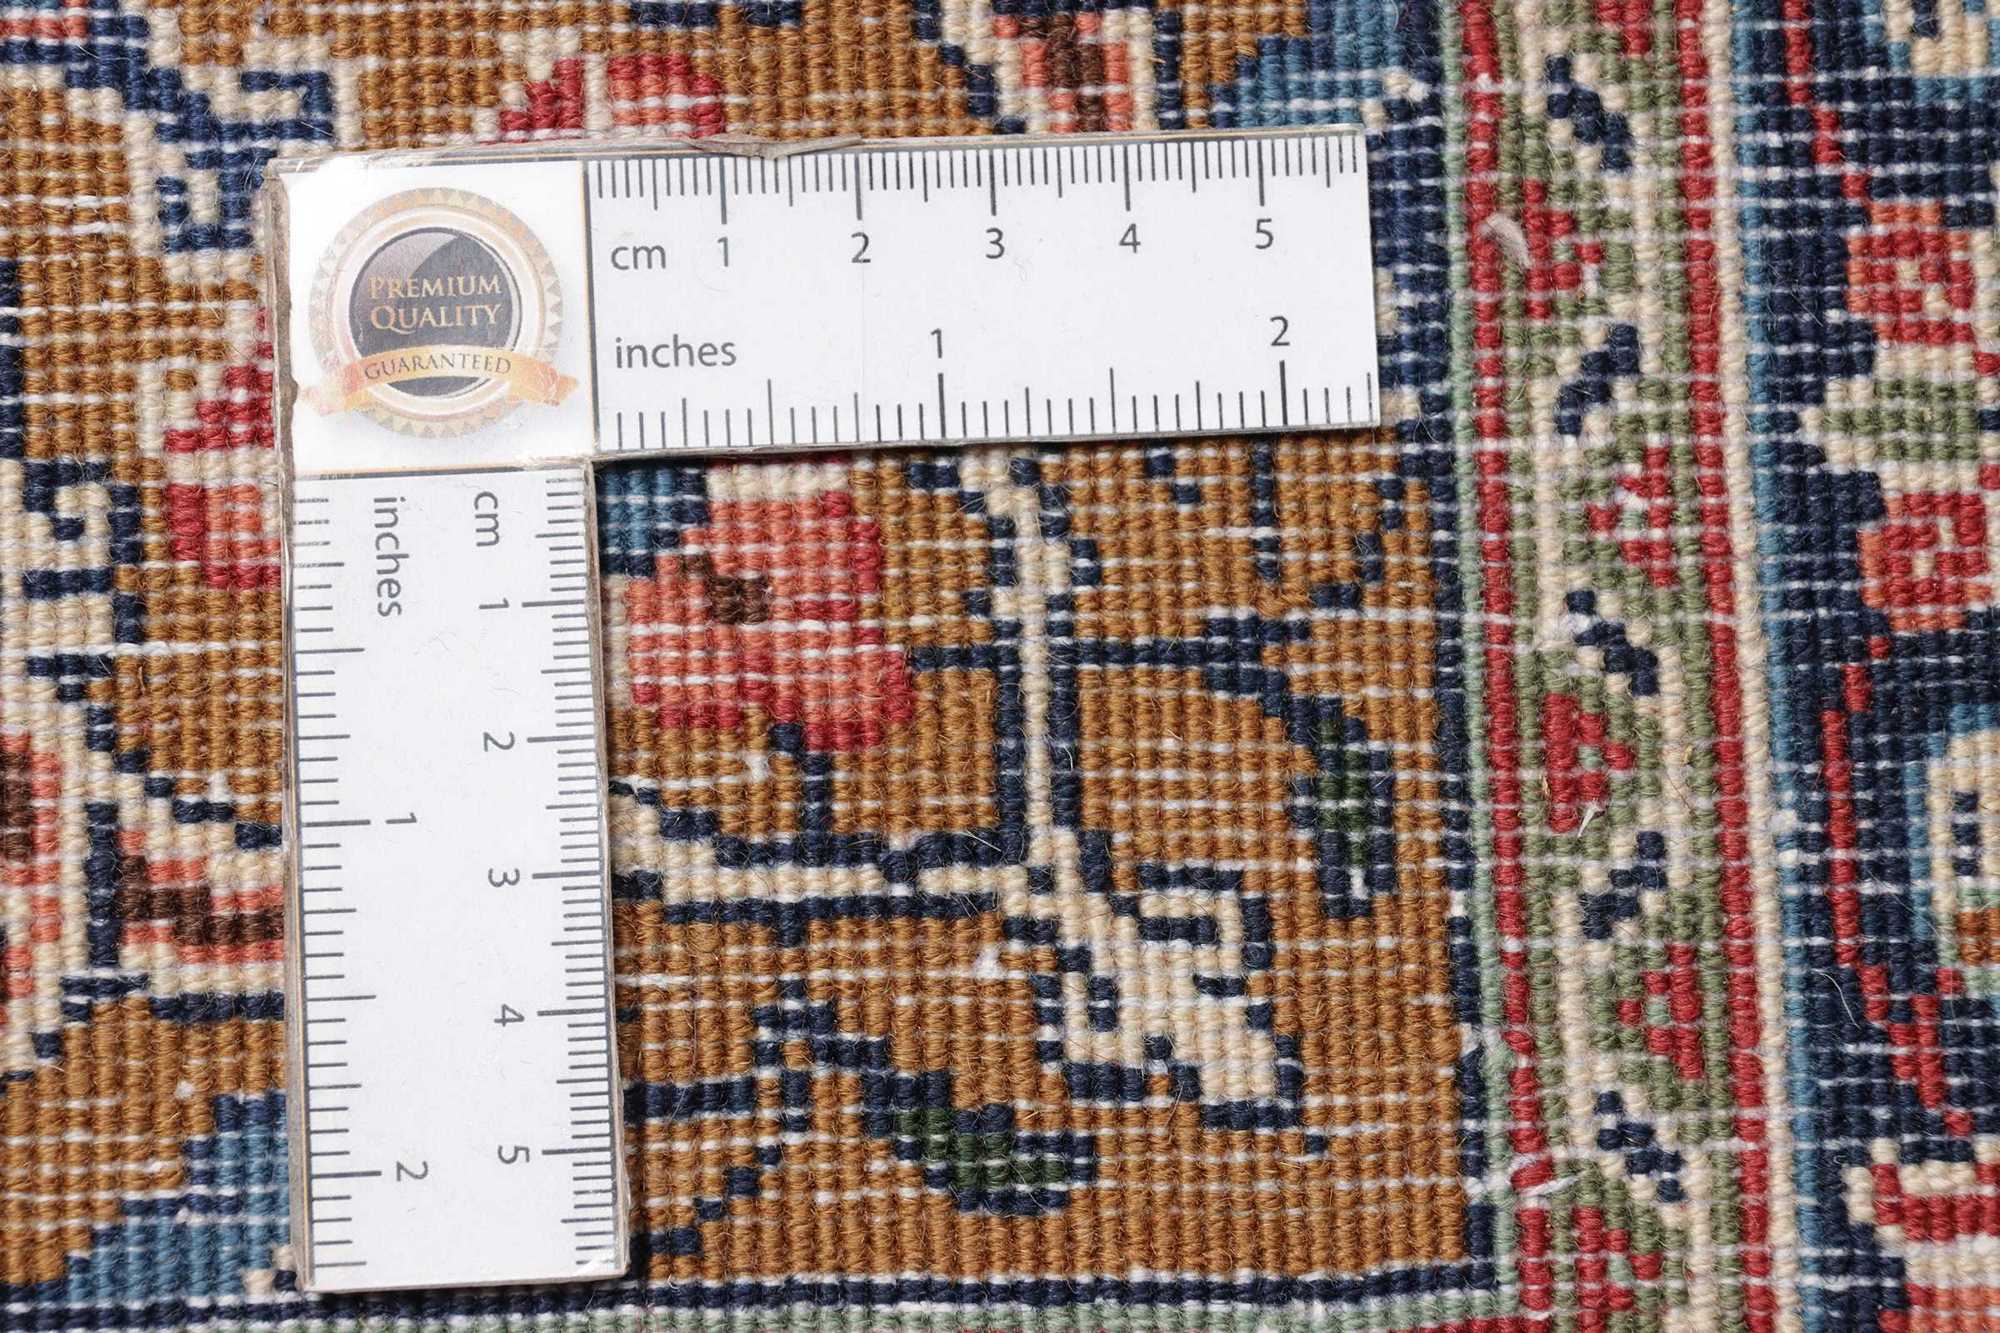 PREMIUM
QUALITY
GUARANTEED
cm 1 2 3 4 5
inches 1 2
cm 1 2 3 4 5
inches 1 2